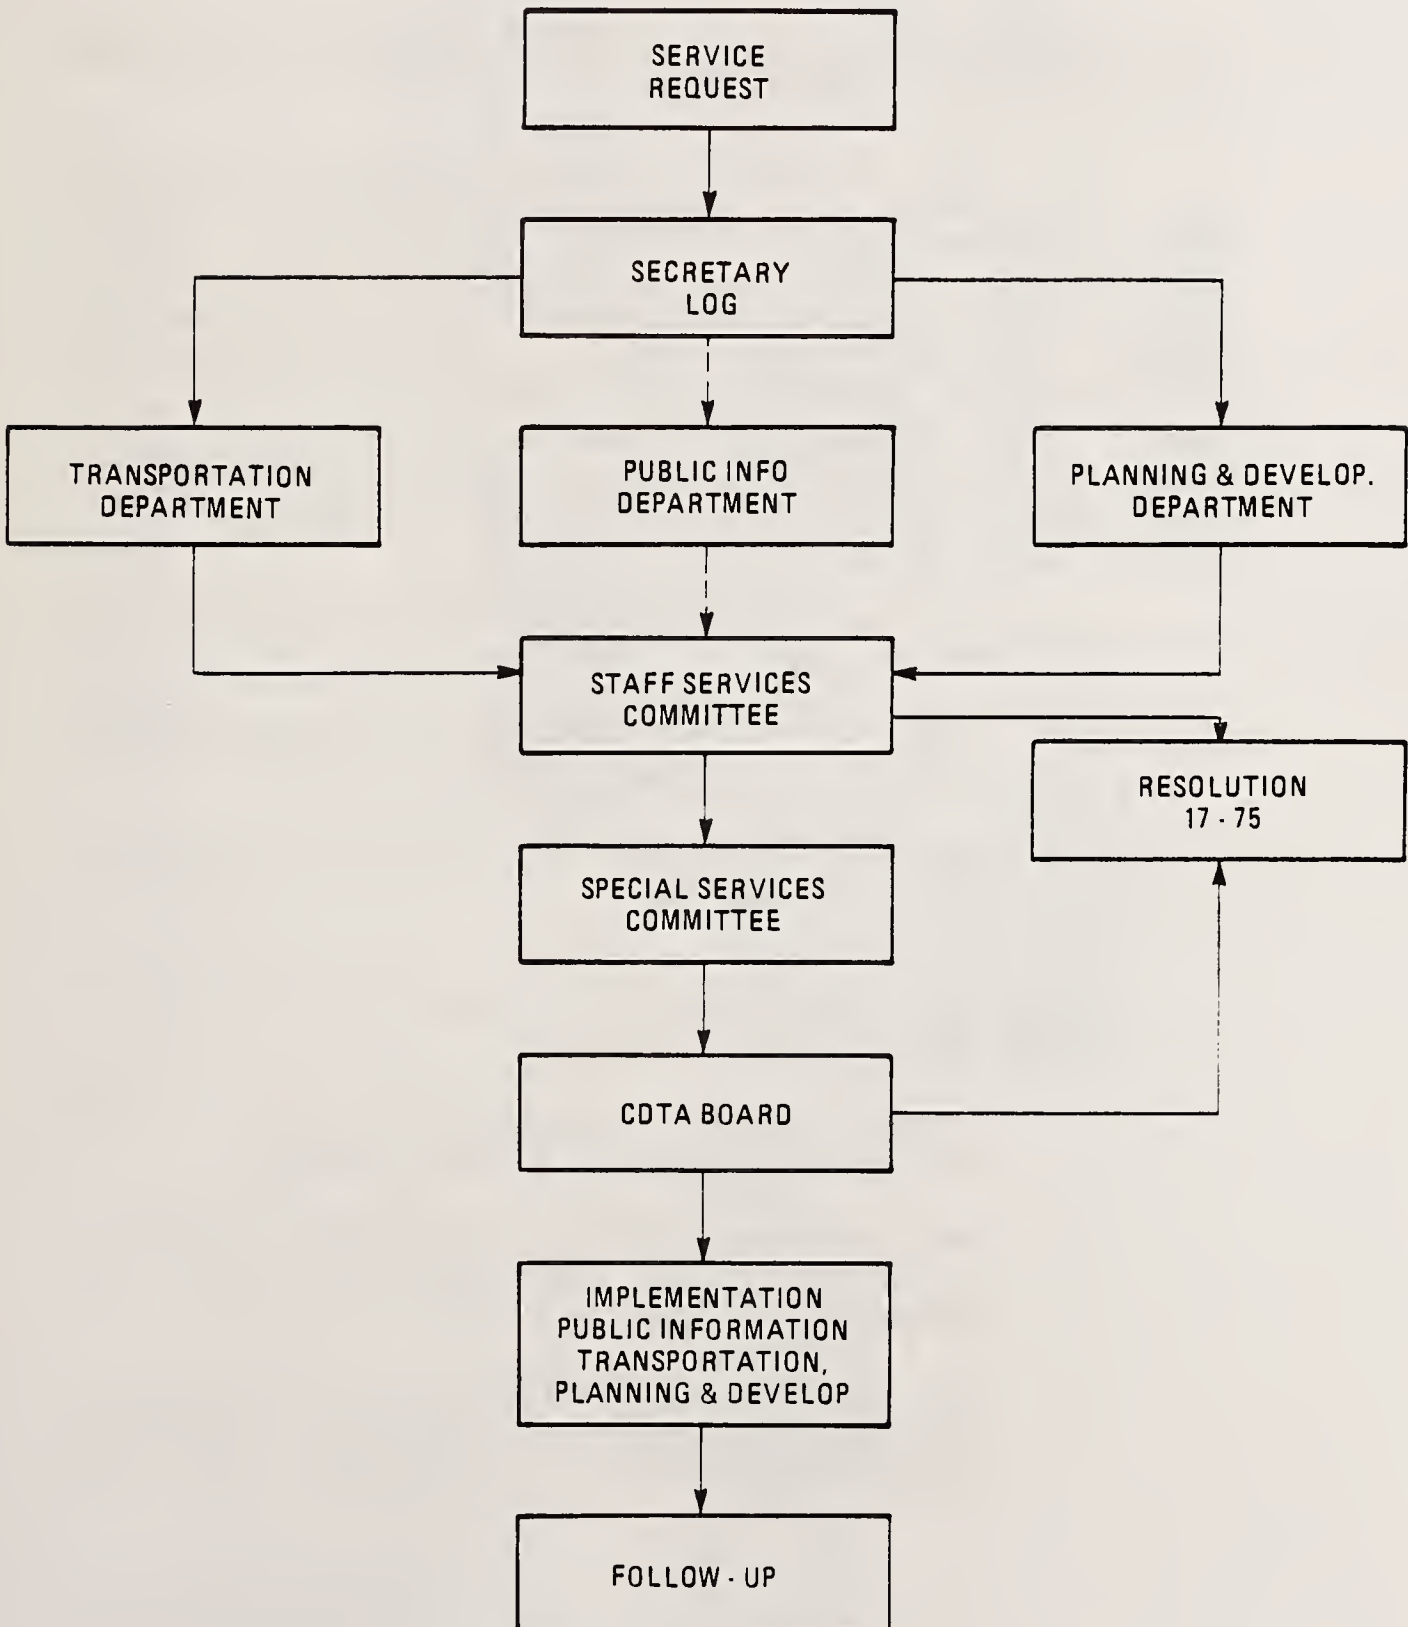 SERVICE
REQUEST
SECRETARY
LOG
TRANSPORTATION
DEPARTMENT
PUBLIC INFO
DEPARTMENT
PLANNING & DEVELOP.
DEPARTMENT
STAFF SERVICES
COMMITTEE
RESOLUTION
17 - 75
SPECIAL SERVICES
COMMITTEE
CDTA BOARD
IMPLEMENTATION
PUBLIC INFORMATION
TRANSPORTATION,
PLANNING & DEVELOP
FOLLOW - UP